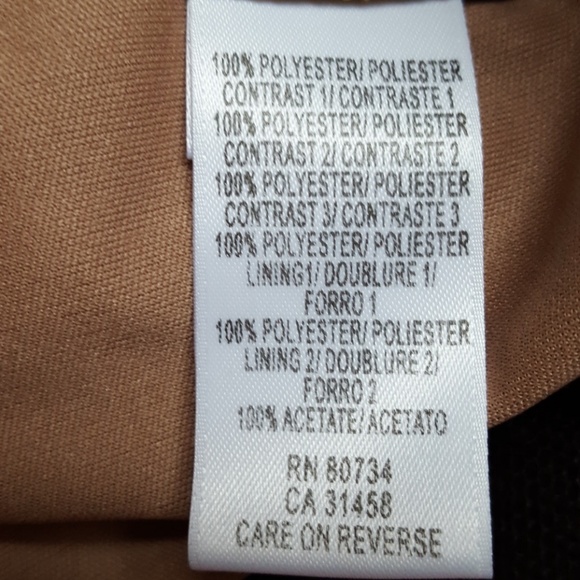 100% POLYESTER/ POLIESTER
CONTRAST 1/ CONTRASTE 1
100% POLYESTER/ POLIESTER
CONTRAST 2/ CONTRASTE 2
100% POLYESTER/ POLIESTER
CONTRAST 3/ CONTRASTE 3
100% POLYESTER/ POLIESTER
LINING1/ DOUBLURE 1/
FORRO 1
100% POLYESTER/ POLIESTER
LINING 2/ DOUBLURE 2/
FORRO 2
100% ACETATE/ ACETATO
RN 80734
CA 31458
CARE ON REVERSE